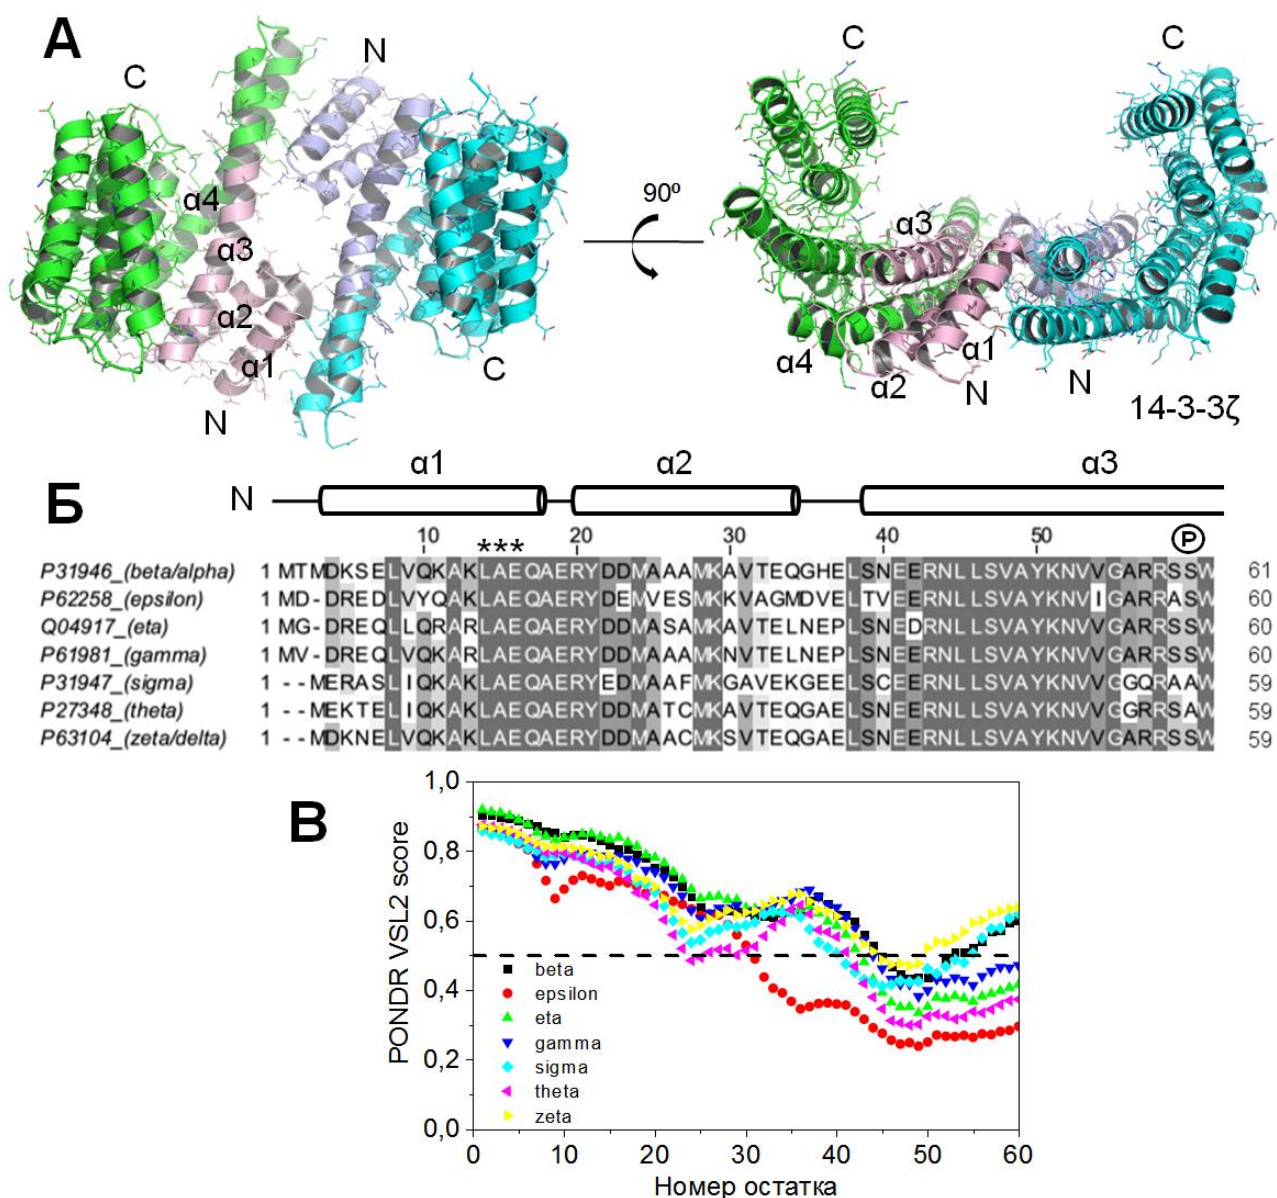 А
C
N
α4
α3
α2
α1
N
C
90º
C
C
α3
α4
α2
α1
N
N
14-3-3ζ
Б
N
α1
α2
α3
10
***
20
30
40
50
P
P31946_(beta/alpha) 1 MTMDKSELVQKAKLAEQAERYDDMAAAMKAVTEQGHELSNEERNLLSVAYKNVVGARRSSW 61
P62258_(epsilon) 1 MD-DREDLVYQAKLAEQAERYDEMVESMKKVAGMDVELTVEERNLLSVAYKNVIGARRASW 60
Q04917_(eta) 1 MG-DREQLLQRARLAEQAERYDDMASAMKAVTELNEPLSNEDRNLLSVAYKNVVGARRSSW 60
P61981_(gamma) 1 MV-DREQLVQKARLAEQAERYDDMAAAMKNVTELNEPLSNEERNLLSVAYKNVVGARRSSW 60
P31947_(sigma) 1 --MERASLIQKAKLAEQAERYEDMAAFMKGAVEKGEELSCEERNLLSVAYKNVVGGQRAAW 59
P27348_(theta) 1 --MEKTELIQKAKLAEQAERYDDMATCMKAVTEQGAELSNEERNLLSVAYKNVVGGRRSAW 59
P63104_(zeta/delta) 1 --MDKNELVQKAKLAEQAERYDDMAACMKSVTEQGAELSNEERNLLSVAYKNVVGARRSSW 59
В
PONDR VSL2 score
1,0
0,8
0,6
0,4
0,2
0,0
beta
epsilon
eta
gamma
sigma
theta
zeta
0 10 20 30 40 50 60
Номер остатка